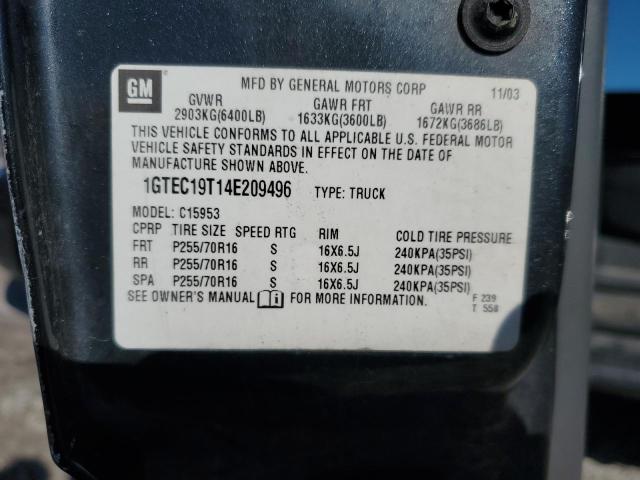 GM MFD BY GENERAL MOTORS CORP 11/03
GVWR GAWR FRT GAWR RR
2903KG(6400LB) 1633KG(3600LB) 1672KG(3686LB)
THIS VEHICLE CONFORMS TO ALL APPLICABLE U.S. FEDERAL MOTOR
VEHICLE SAFETY STANDARDS IN EFFECT ON THE DATE OF
MANUFACTURE SHOWN ABOVE.
1GTEC19T14E209496 TYPE: TRUCK
MODEL: C15953
CPRP TIRE SIZE SPEED RTG RIM COLD TIRE PRESSURE
FRT P255/70R16 S 16X6.5J 240KPA(35PSI)
RR P255/70R16 S 16X6.5J 240KPA(35PSI)
SPA P255/70R16 S 16X6.5J 240KPA(35PSI)
SEE OWNER'S MANUAL FOR MORE INFORMATION.
F 239
T 558